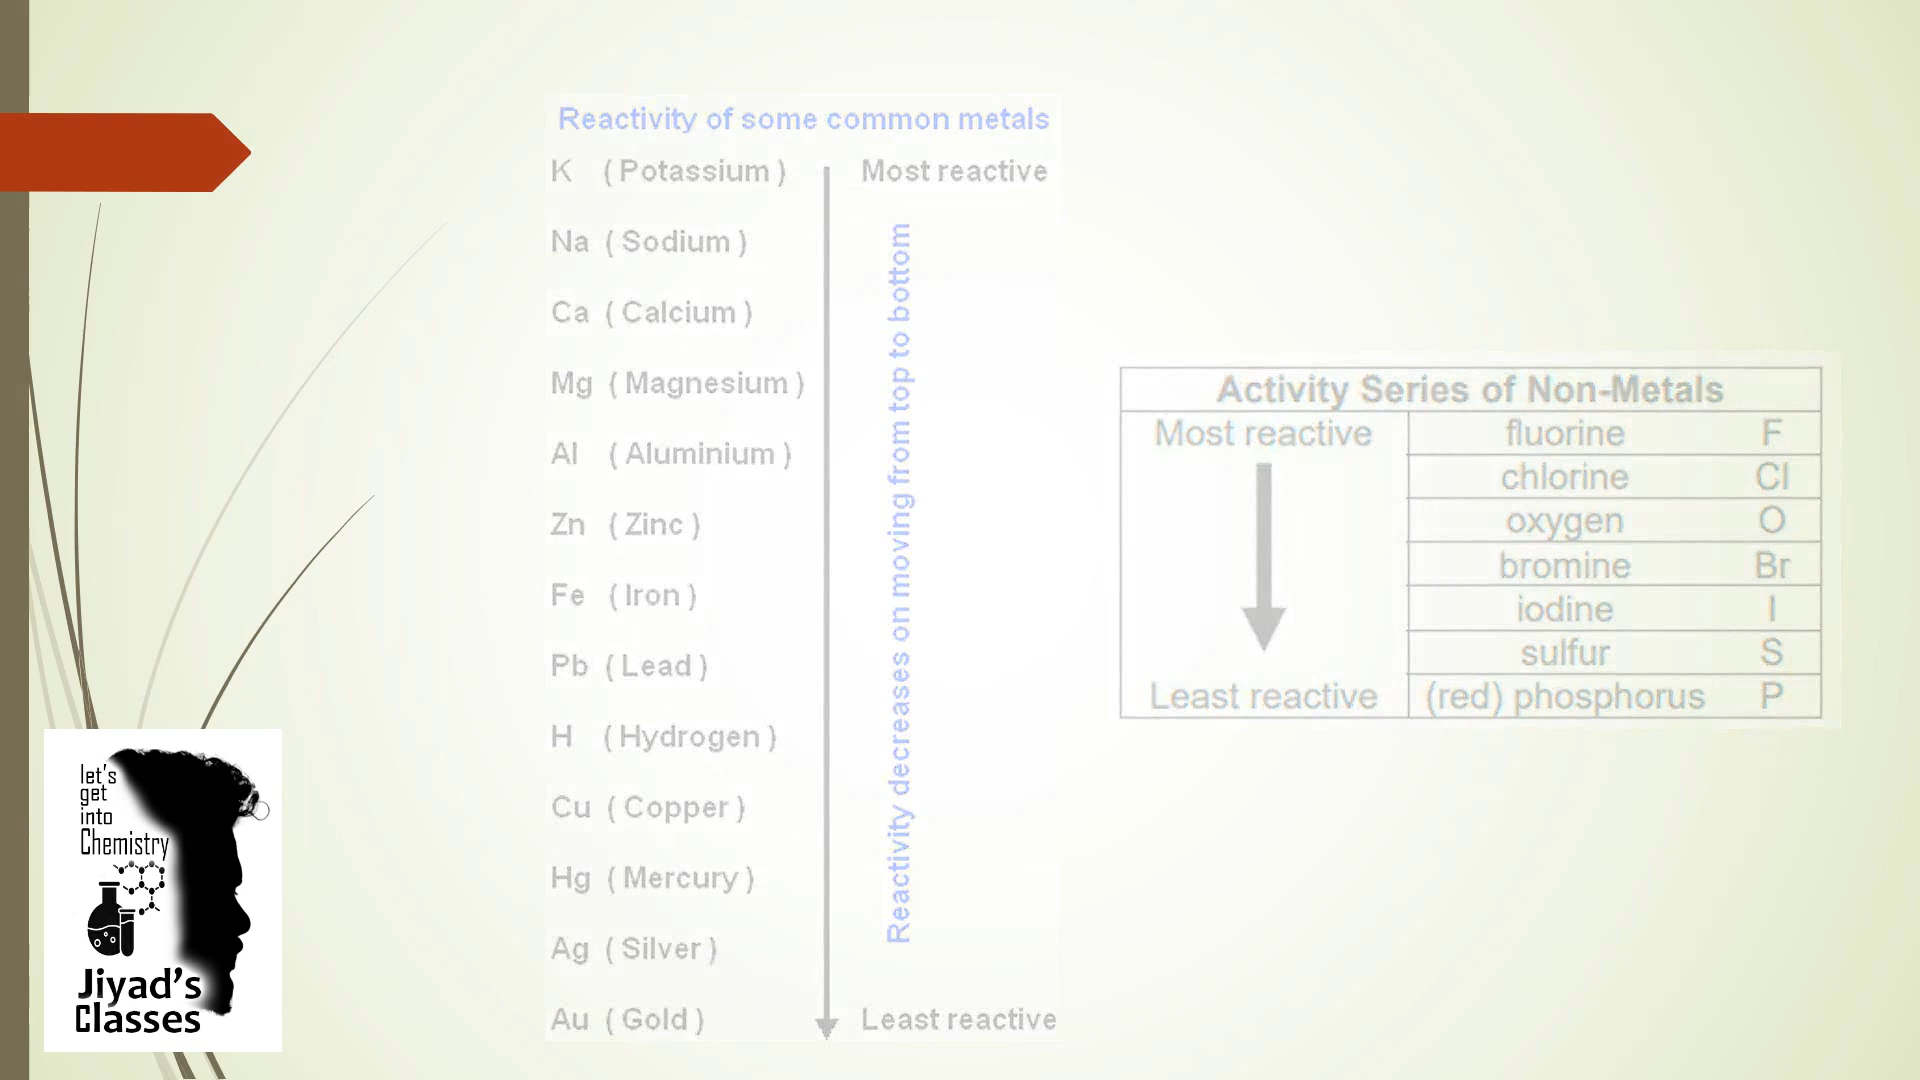 Reactivity of some common metals
K ( Potassium ) Most reactive
Na ( Sodium )
Ca ( Calcium )
Mg ( Magnesium )
Al ( Aluminium )
Zn ( Zinc )
Fe ( Iron )
Pb ( Lead )
H ( Hydrogen )
Cu ( Copper )
Hg ( Mercury )
Ag ( Silver )
Au ( Gold ) Least reactive
Reactivity decreases on moving from top to bottom
Activity Series of Non-Metals
Most reactive fluorine F
chlorine Cl
oxygen O
bromine Br
iodine I
sulfur S
Least reactive (red) phosphorus P
let's
get
into
Chemistry
Jiyad's
Classes